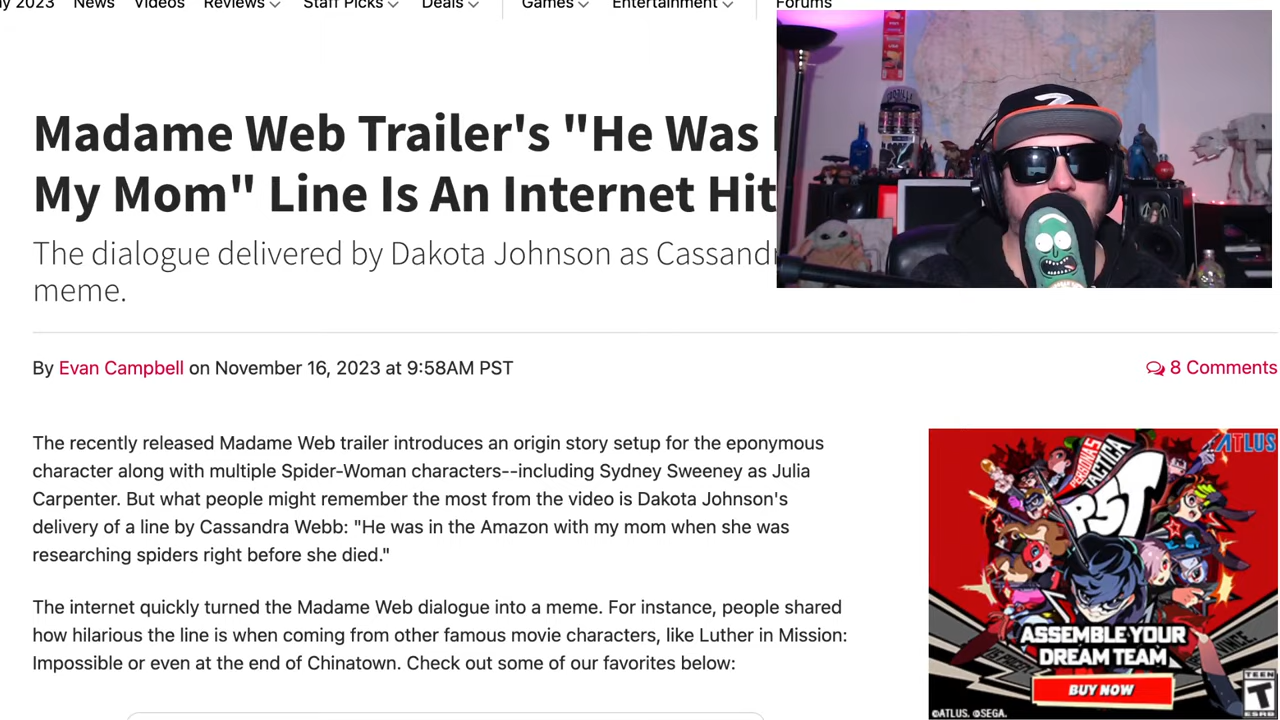 2023
News
Videos
Reviews
Staff Picks
Deals
Games
Entertainment
Forums
Madame Web Trailer's "He Was
My Mom" Line Is An Internet Hit
The dialogue delivered by Dakota Johnson as
meme.
By Evan Campbell on November 16, 2023 at 9:58AM PST
8 Comments
The recently released Madame Web trailer introduces an origin story setup for the eponymous
character along with multiple Spider-Woman characters--including Sydney Sweeney as Julia
Carpenter. But what people might remember the most from the video is Dakota Johnson's
delivery of a line by Cassandra Webb: "He was in the Amazon with my mom when she was
researching spiders right before she died."
The internet quickly turned the Madame Web dialogue into a meme. For instance, people shared
how hilarious the line is when coming from other famous movie characters, like Luther in Mission:
Impossible or even at the end of Chinatown. Check out some of our favorites below:
ATLUS
PERSONA5
TACTICA
P5T
ASSEMBLE YOUR
DREAM TEAM
BUY NOW
©ATLUS. ©SEGA.
TEEN
T
ESRB